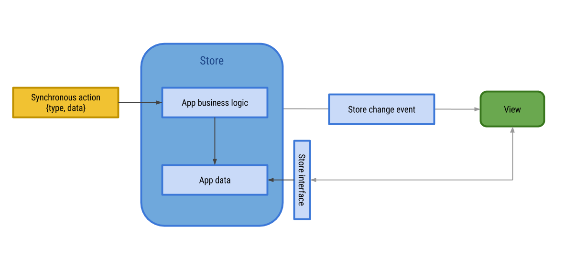 Store
Synchronous action
{type, data}
App business logic
Store change event
View
App data
Store interface